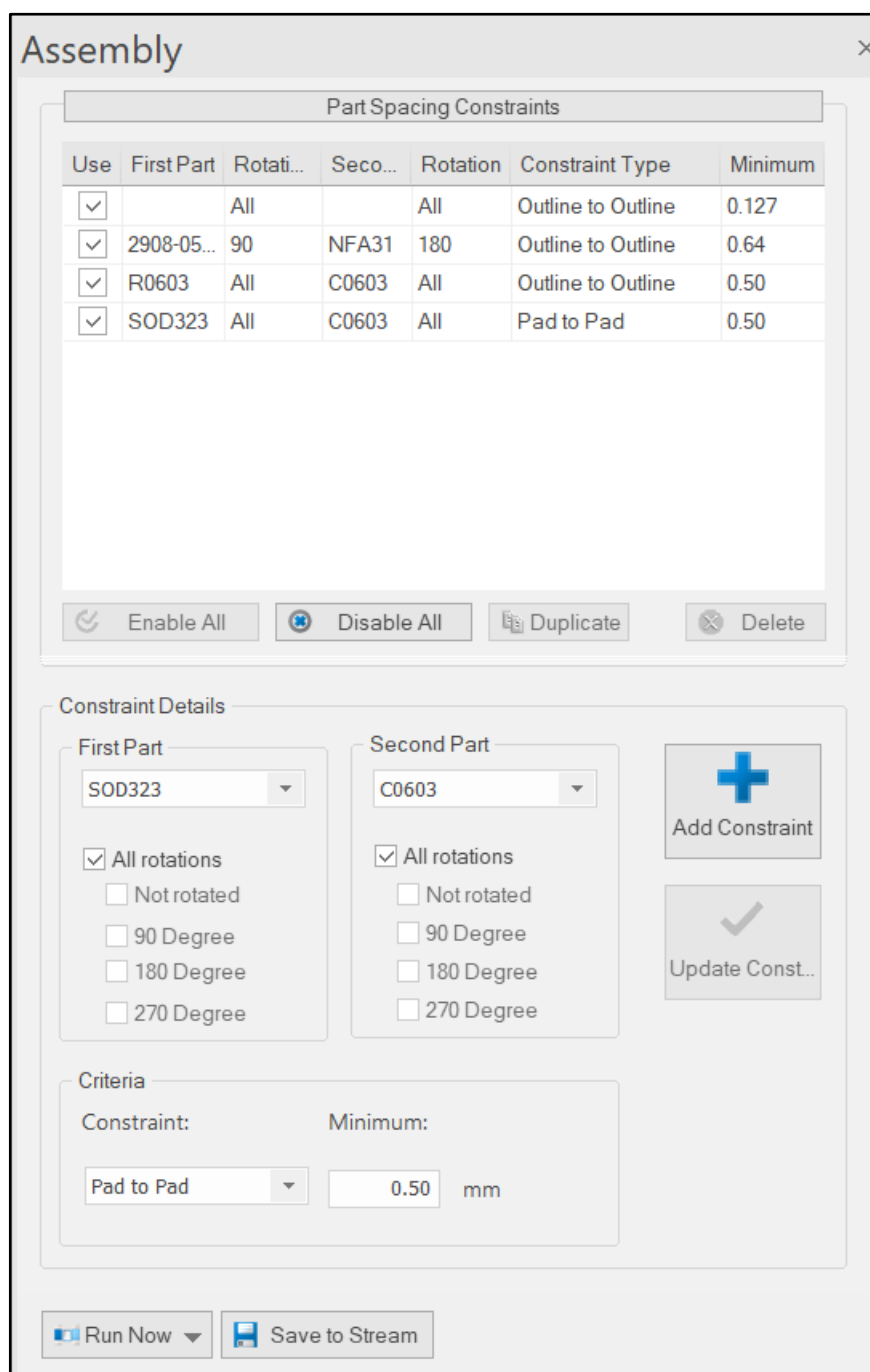 Assembly
Part Spacing Constraints
Use First Part Rotati... Seco... Rotation Constraint Type Minimum
All All Outline to Outline 0.127
2908-05... 90 NFA31 180 Outline to Outline 0.64
R0603 All C0603 All Outline to Outline 0.50
SOD323 All C0603 All Pad to Pad 0.50
Enable All Disable All Duplicate Delete
Constraint Details
First Part Second Part
SOD323 C0603
Add Constraint
All rotations All rotations
Not rotated Not rotated
90 Degree 90 Degree
180 Degree 180 Degree
Update Const...
270 Degree 270 Degree
Criteria
Constraint: Minimum:
Pad to Pad 0.50 mm
Run Now Save to Stream